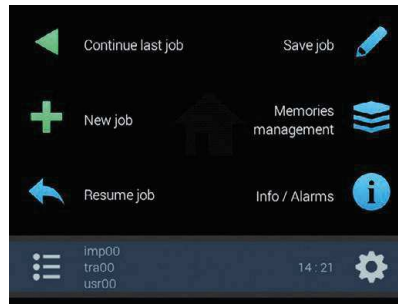 Continue last job
Save job
New job
Memories
management
Resume job
Info / Alarms
imp00
tra00
usr00
14:21